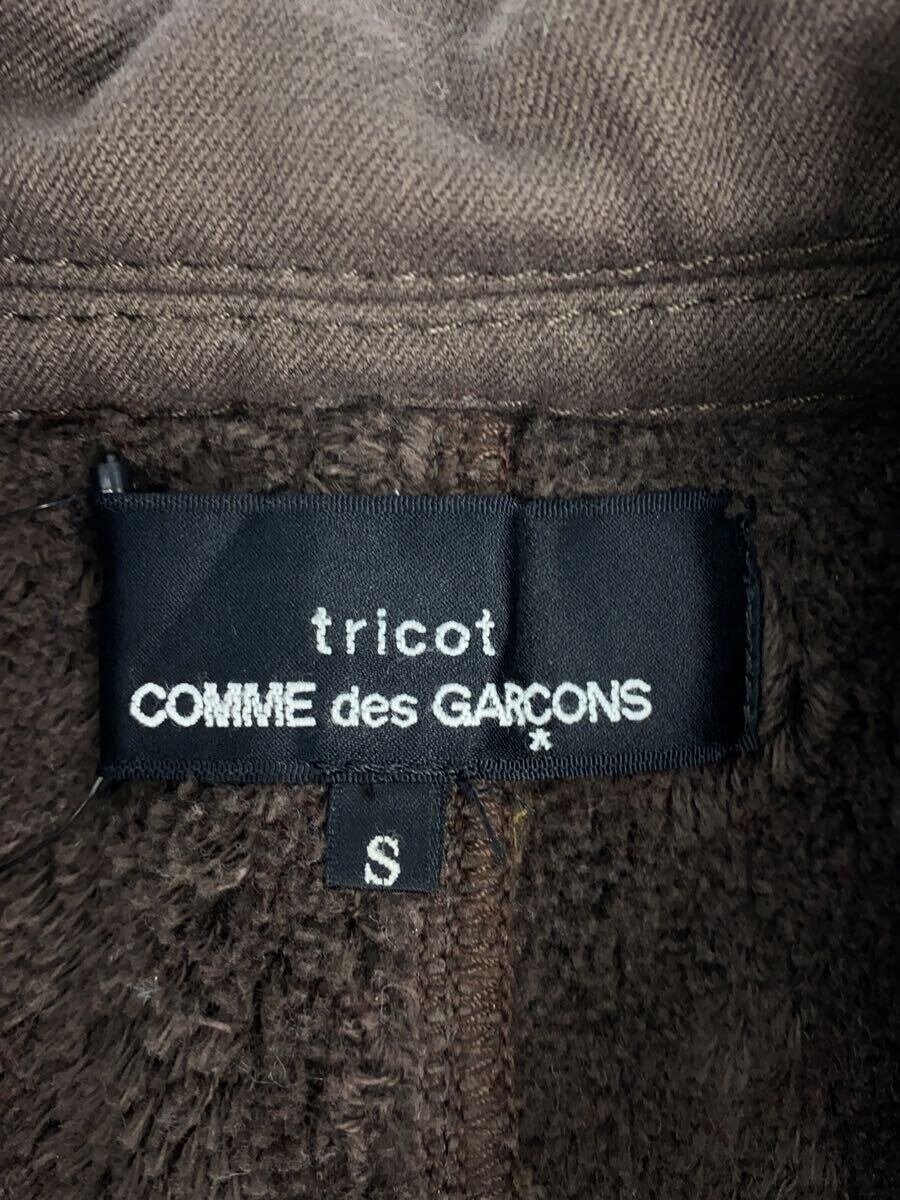 tricot
COMME des GARÇONS
*
S